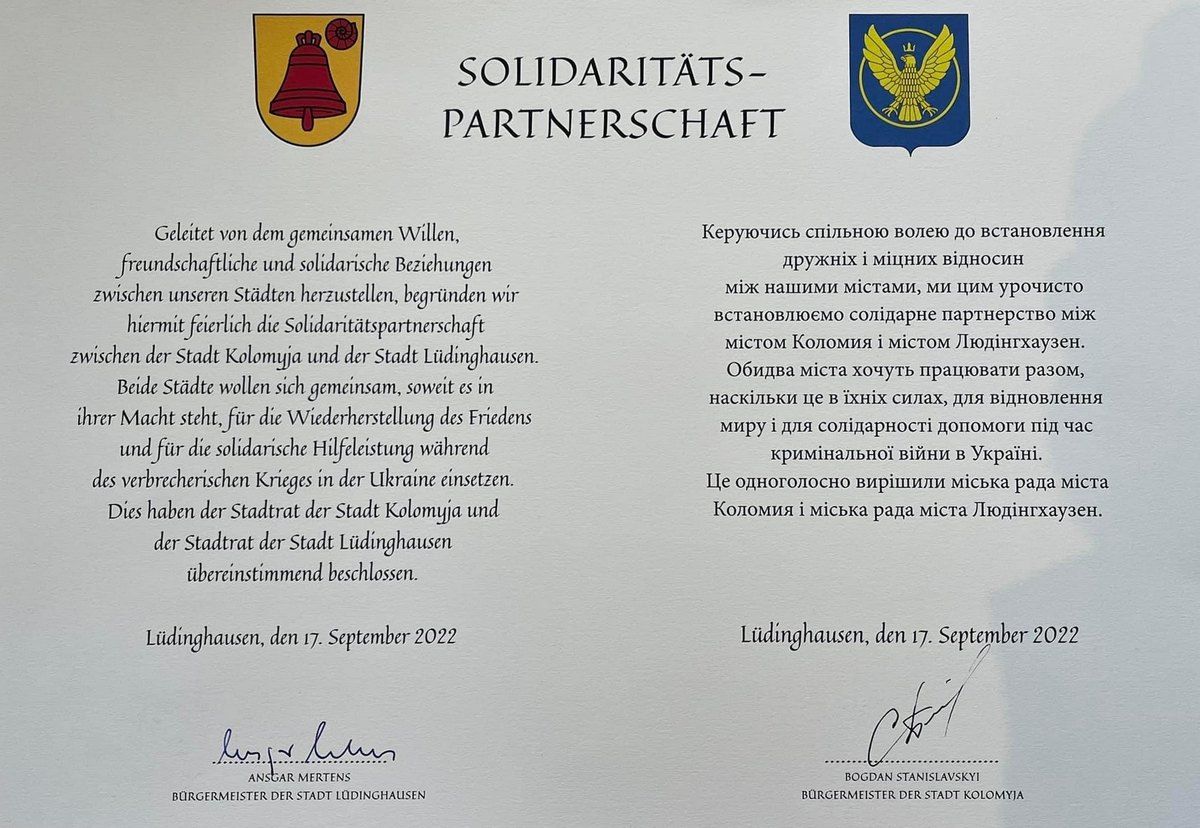 SOLIDARITÄTS-
PARTNERSCHAFT
Geleitet von dem gemeinsamen Willen,
freundschaftliche und solidarische Beziehungen
zwischen unseren Städten herzustellen, begründen wir
hiermit feierlich die Solidaritätspartnerschaft
zwischen der Stadt Kolomyja und der Stadt Lüdinghausen.
Beide Städte wollen sich gemeinsam, soweit es in
ihrer Macht steht, für die Wiederherstellung des Friedens
und für die solidarische Hilfeleistung während
des verbrecherischen Krieges in der Ukraine einsetzen.
Dies haben der Stadtrat der Stadt Kolomyja und
der Stadtrat der Stadt Lüdinghausen
übereinstimmend beschlossen.
Lüdinghausen, den 17. September 2022
ANSGAR MERTENS
BÜRGERMEISTER DER STADT LÜDINGHAUSEN
Керуючись спільною волею до встановлення
дружніх і міцних відносин
між нашими містами, ми цим урочисто
встановлюємо солідарне партнерство між
містом Коломия і містом Людінгхаузен.
Обидва міста хочуть працювати разом,
наскільки це в їхніх силах, для відновлення
миру і для солідарності допомоги під час
кримінальної війни в Україні.
Це одноголосно вирішили міська рада міста
Коломия і міська рада міста Людінгхаузен.
Lüdinghausen, den 17. September 2022
BOGDAN STANISLAVSKYI
BÜRGERMEISTER DER STADT KOLOMYJA